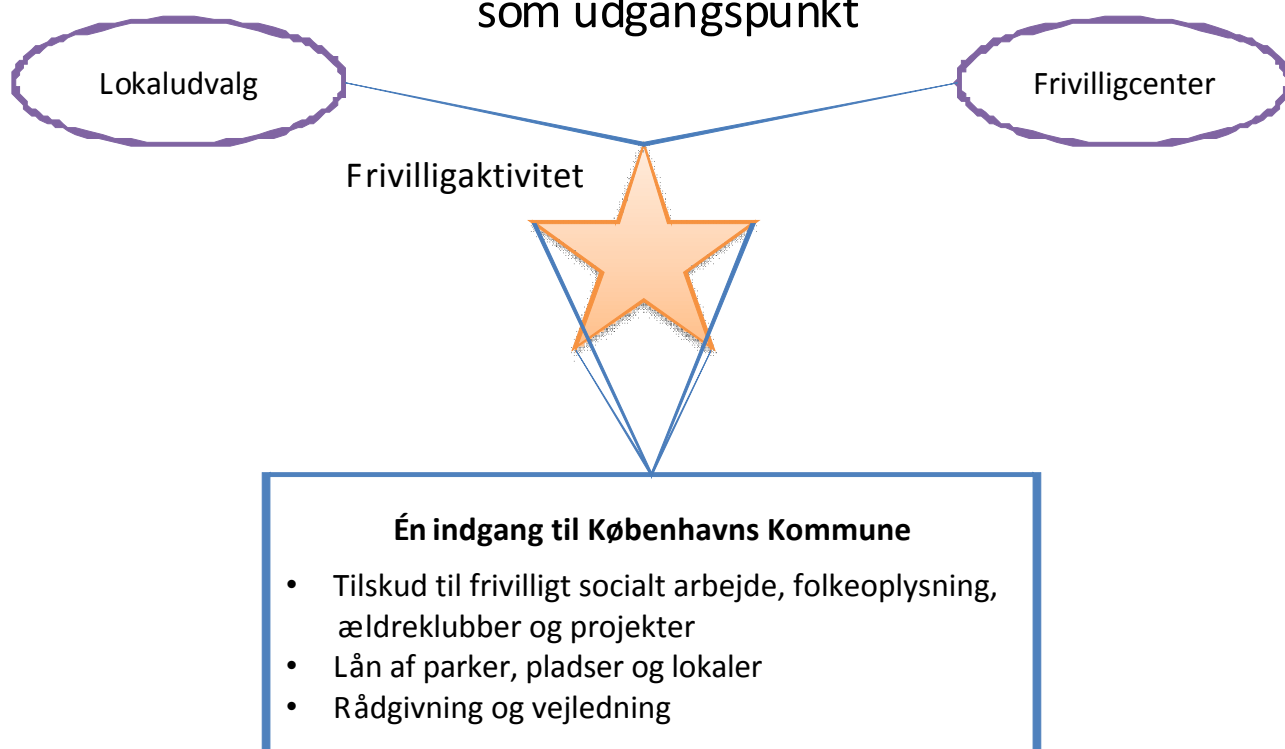 som udgangspunkt
Lokaludvalg
Frivilligcenter
Frivilligaktivitet
Én indgang til Københavns Kommune
• Tilskud til frivilligt socialt arbejde, folkeoplysning,
ældreklubber og projekter
• Lån af parker, pladser og lokaler
• Rådgivning og vejledning